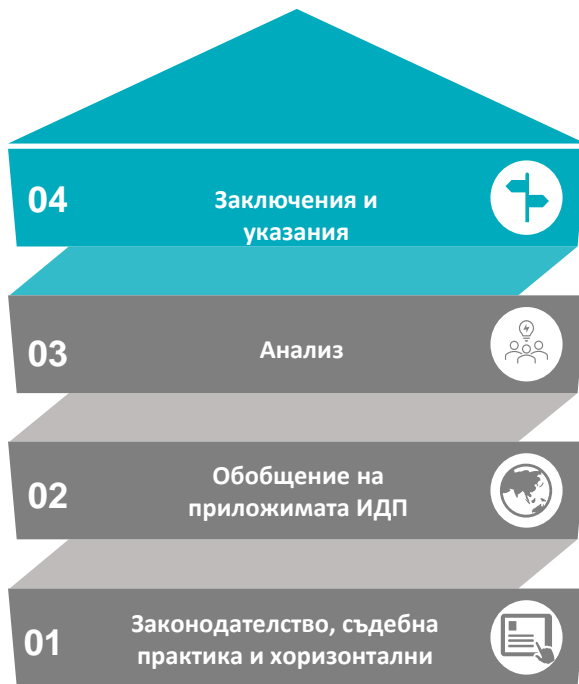 04
Заключения и
указания
03
Анализ
02
Обобщение на
приложимата ИДП
01
Законодателство, съдебна
практика и хоризонтални